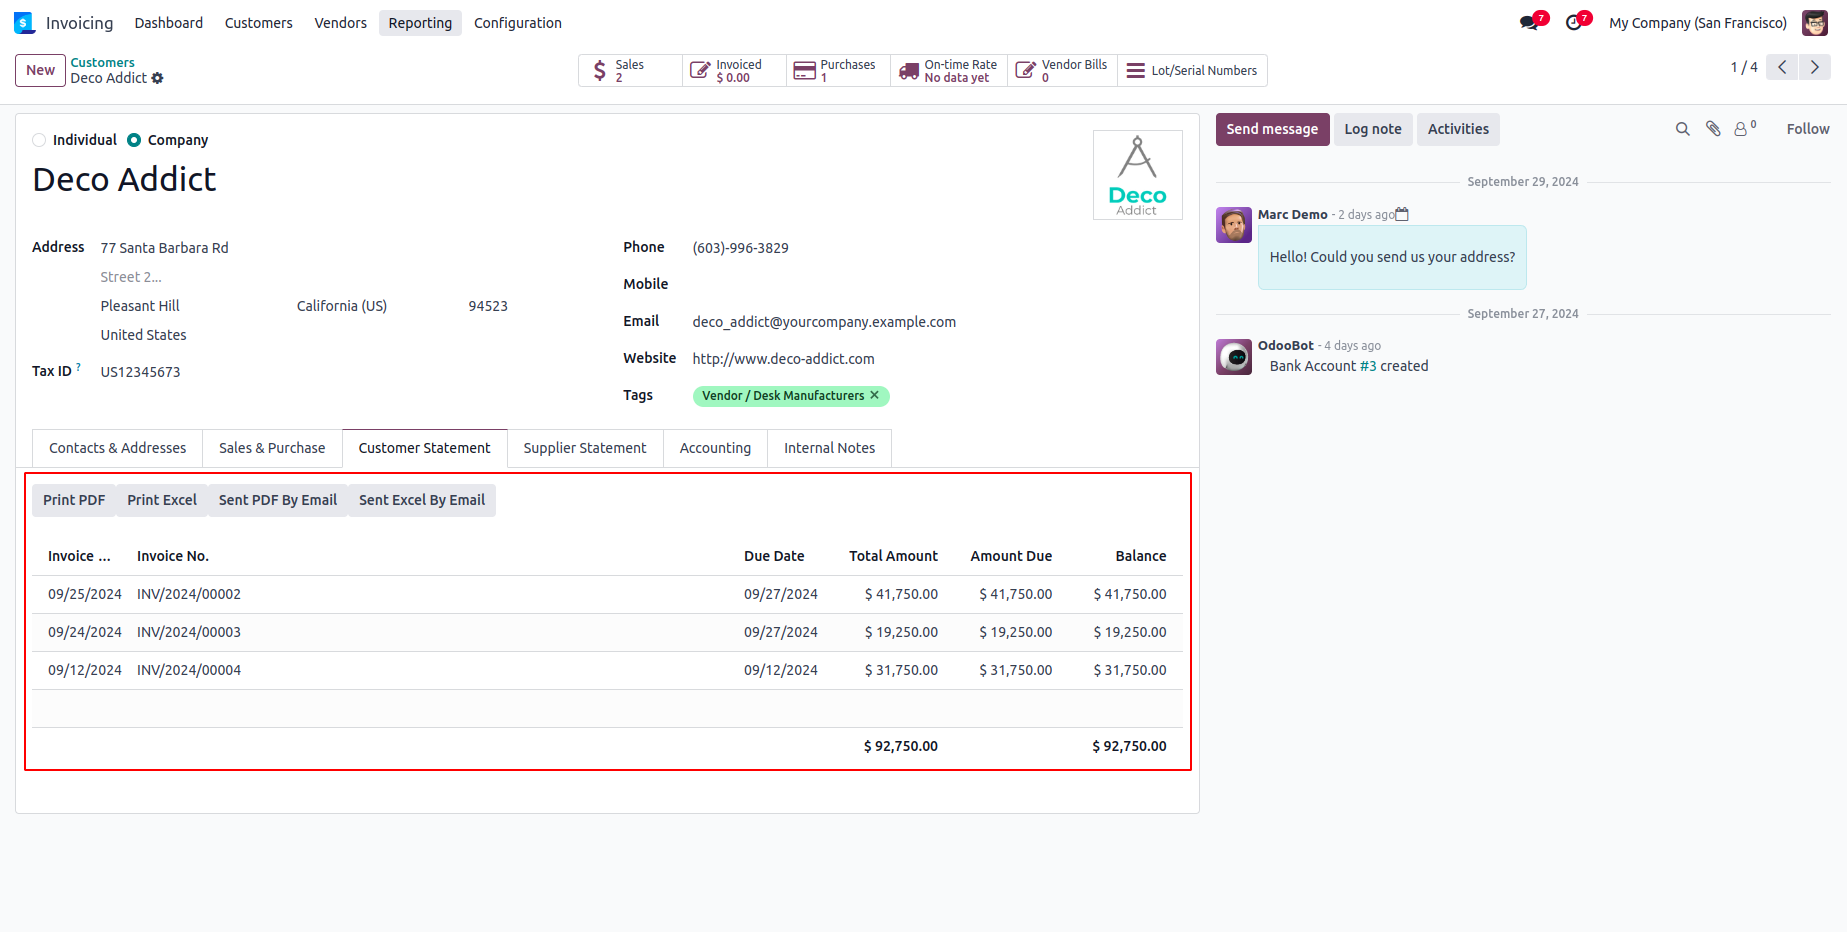 Invoicing Dashboard Customers Vendors Reporting Configuration 7 7 My Company (San Francisco)
New Customers
Deco Addict
Sales
2
Invoiced
$ 0.00
Purchases
1
On-time Rate
No data yet
Vendor Bills
0
Lot/Serial Numbers
1 / 4
Individual Company
Deco Addict
Deco
Addict
Address 77 Santa Barbara Rd
Street 2...
Pleasant Hill California (US) 94523
United States
Tax ID ? US12345673
Phone (603)-996-3829
Mobile
Email deco_addict@yourcompany.example.com
Website http://www.deco-addict.com
Tags Vendor / Desk Manufacturers ✕
Contacts & Addresses Sales & Purchase Customer Statement Supplier Statement Accounting Internal Notes
Print PDF Print Excel Sent PDF By Email Sent Excel By Email
Invoice ... Invoice No. Due Date Total Amount Amount Due Balance
09/25/2024 INV/2024/00002 09/27/2024 $ 41,750.00 $ 41,750.00 $ 41,750.00
09/24/2024 INV/2024/00003 09/27/2024 $ 19,250.00 $ 19,250.00 $ 19,250.00
09/12/2024 INV/2024/00004 09/12/2024 $ 31,750.00 $ 31,750.00 $ 31,750.00
$ 92,750.00 $ 92,750.00
Send message Log note Activities 0 Follow
September 29, 2024
Marc Demo - 2 days ago
Hello! Could you send us your address?
September 27, 2024
OdooBot - 4 days ago
Bank Account #3 created